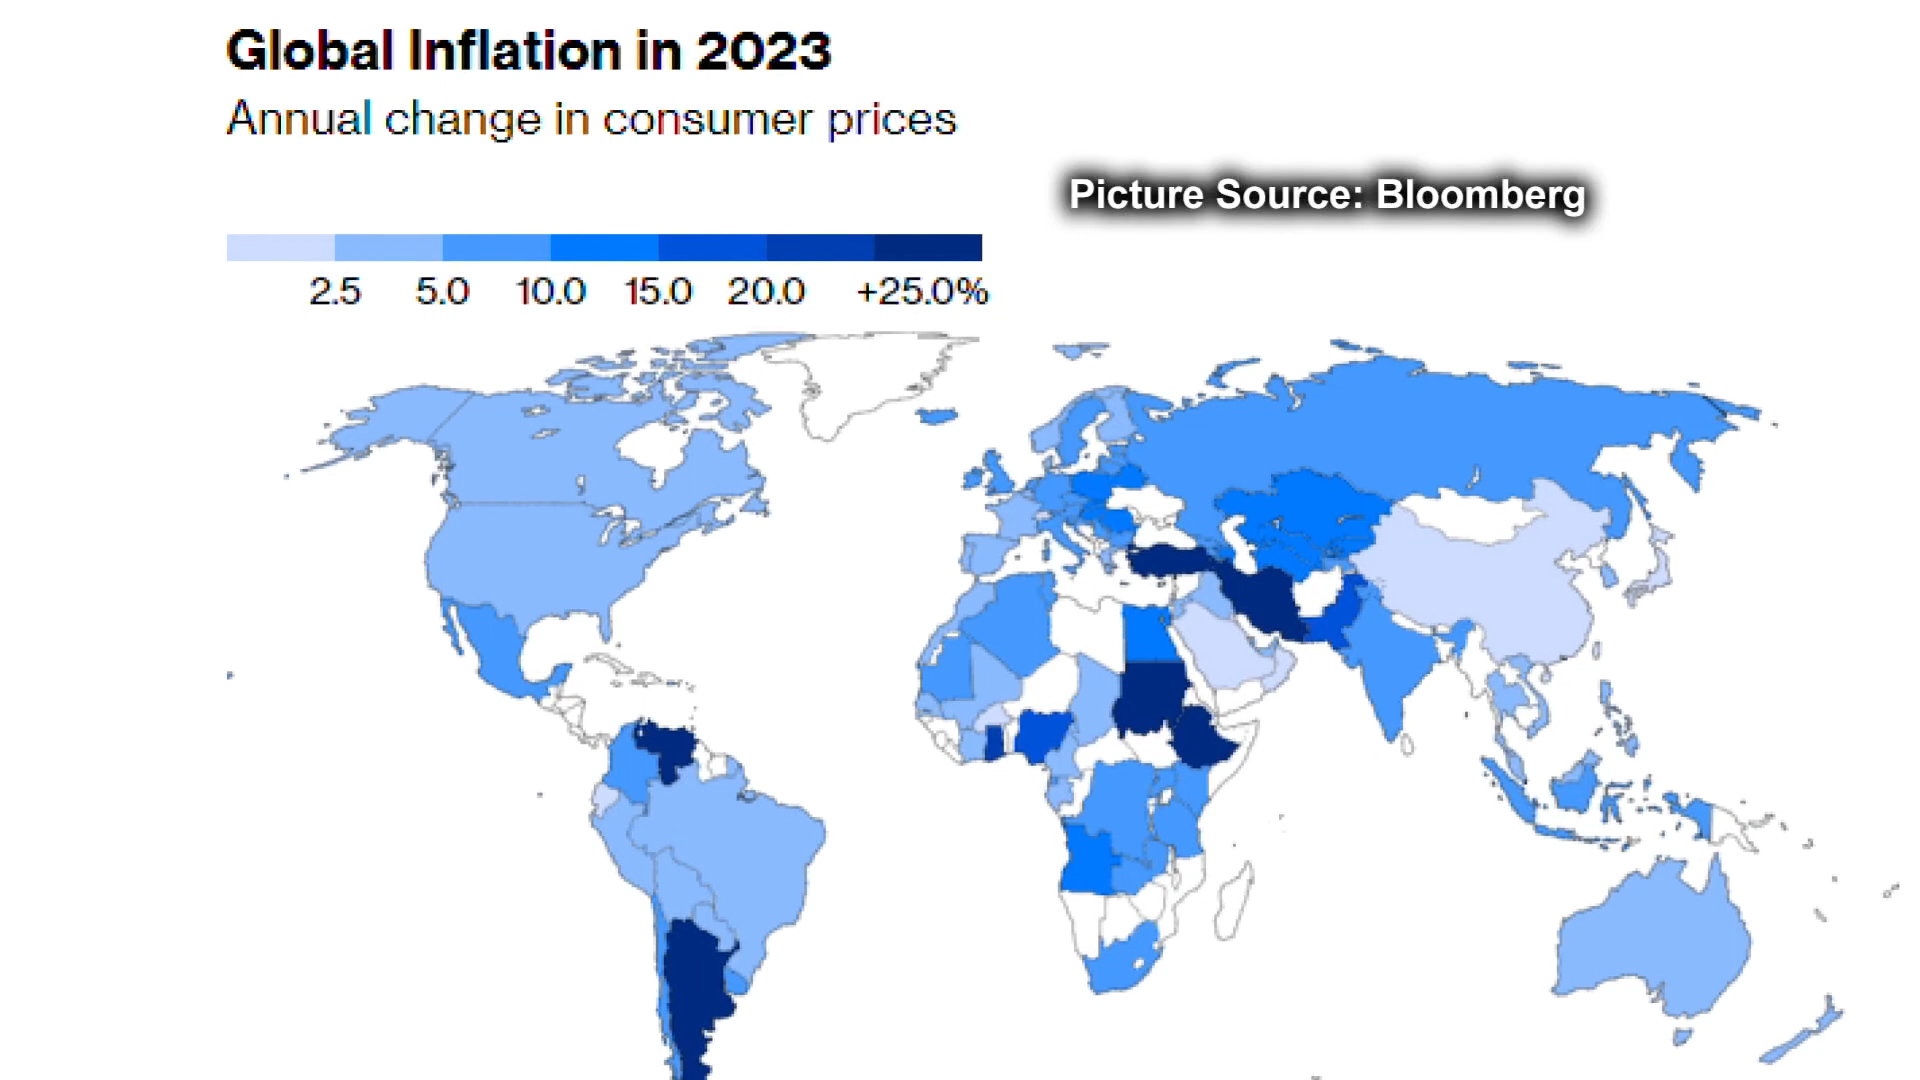 Global Inflation in 2023
Annual change in consumer prices
Picture Source: Bloomberg
2.5 5.0 10.0 15.0 20.0 +25.0%